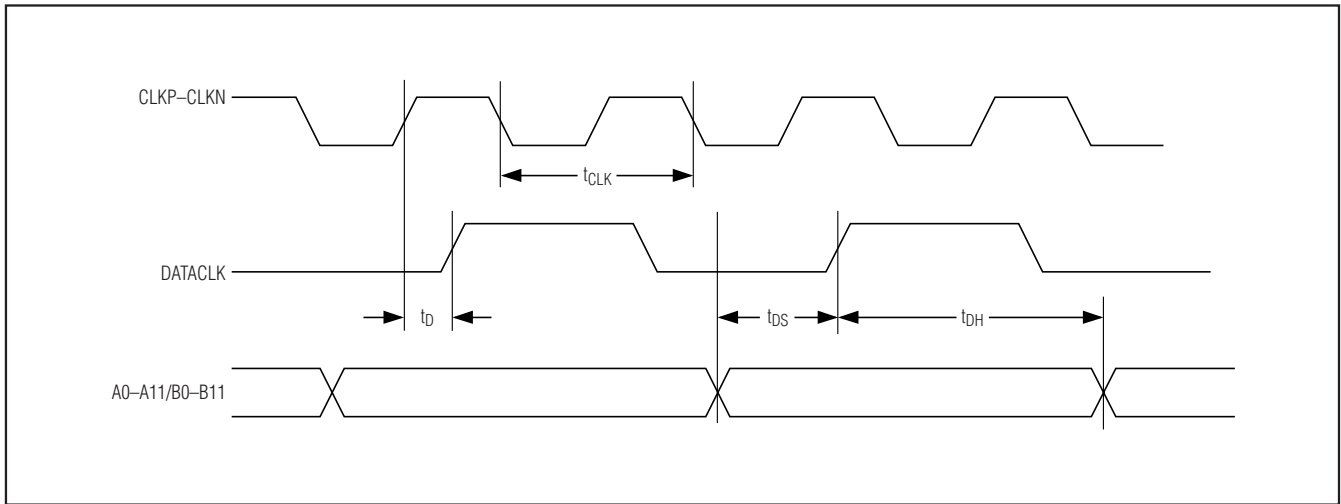 CLKP–CLKN
tCLK
DATACLK
tD
tDS
tDH
A0–A11/B0–B11